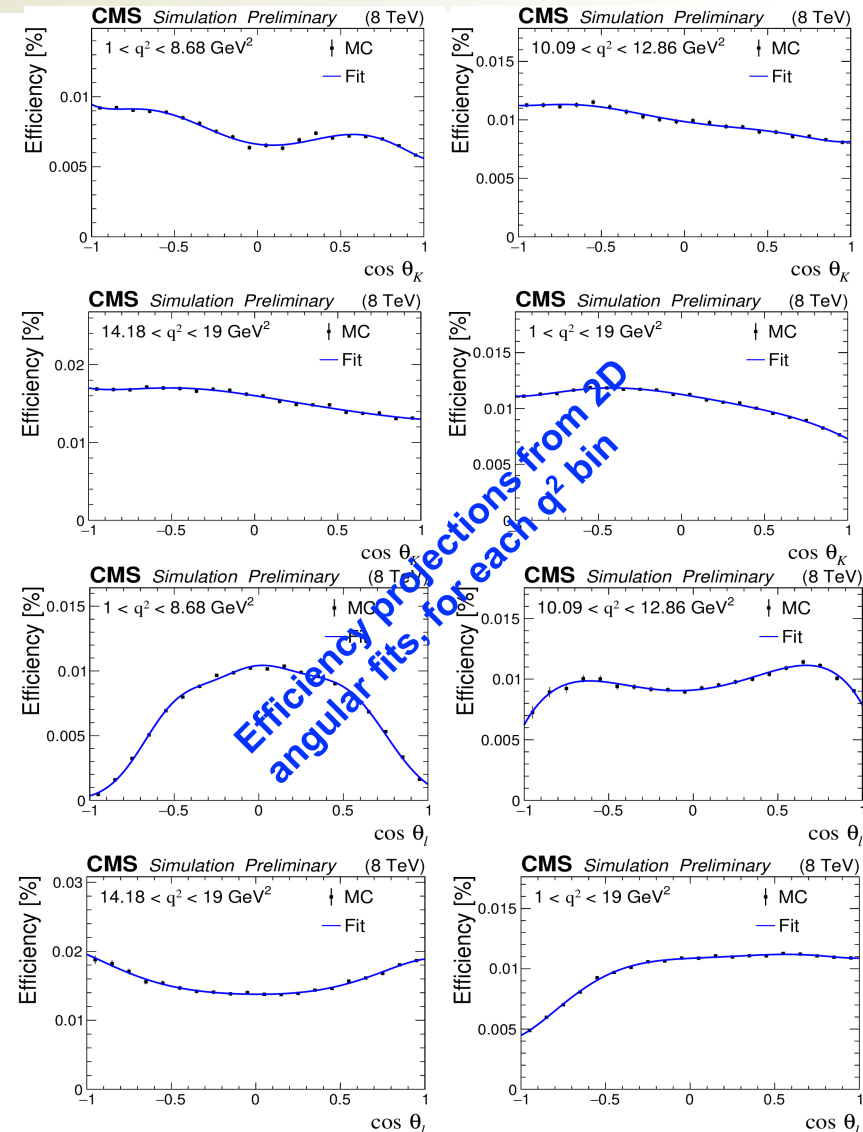 CMS Simulation Preliminary (8 TeV)
Efficiency [%]
1 < q² < 8.68 GeV²
MC
Fit
0.01
0.005
0
−1 −0.5 0 0.5 1
cos θK
CMS Simulation Preliminary (8 TeV)
Efficiency [%]
10.09 < q² < 12.86 GeV²
MC
Fit
0.015
0.01
0.005
0
−1 −0.5 0 0.5 1
cos θK
CMS Simulation Preliminary (8 TeV)
Efficiency [%]
14.18 < q² < 19 GeV²
MC
Fit
0.02
0.01
0
−1 −0.5 0 0.5 1
cos θK
CMS Simulation Preliminary (8 TeV)
Efficiency [%]
1 < q² < 19 GeV²
MC
Fit
0.015
0.01
0.005
0
−1 −0.5 0 0.5 1
cos θK
Efficiency projections from 2D
angular fits, for each q² bin
CMS Simulation Preliminary (8 TeV)
Efficiency [%]
1 < q² < 8.68 GeV²
MC
Fit
0.015
0.01
0.005
0
−1 −0.5 0 0.5 1
cos θl
CMS Simulation Preliminary (8 TeV)
Efficiency [%]
10.09 < q² < 12.86 GeV²
MC
Fit
0.015
0.01
0.005
0
−1 −0.5 0 0.5 1
cos θl
CMS Simulation Preliminary (8 TeV)
Efficiency [%]
14.18 < q² < 19 GeV²
MC
Fit
0.03
0.02
0.01
0
−1 −0.5 0 0.5 1
cos θl
CMS Simulation Preliminary (8 TeV)
Efficiency [%]
1 < q² < 19 GeV²
MC
Fit
0.015
0.01
0.005
0
−1 −0.5 0 0.5 1
cos θl